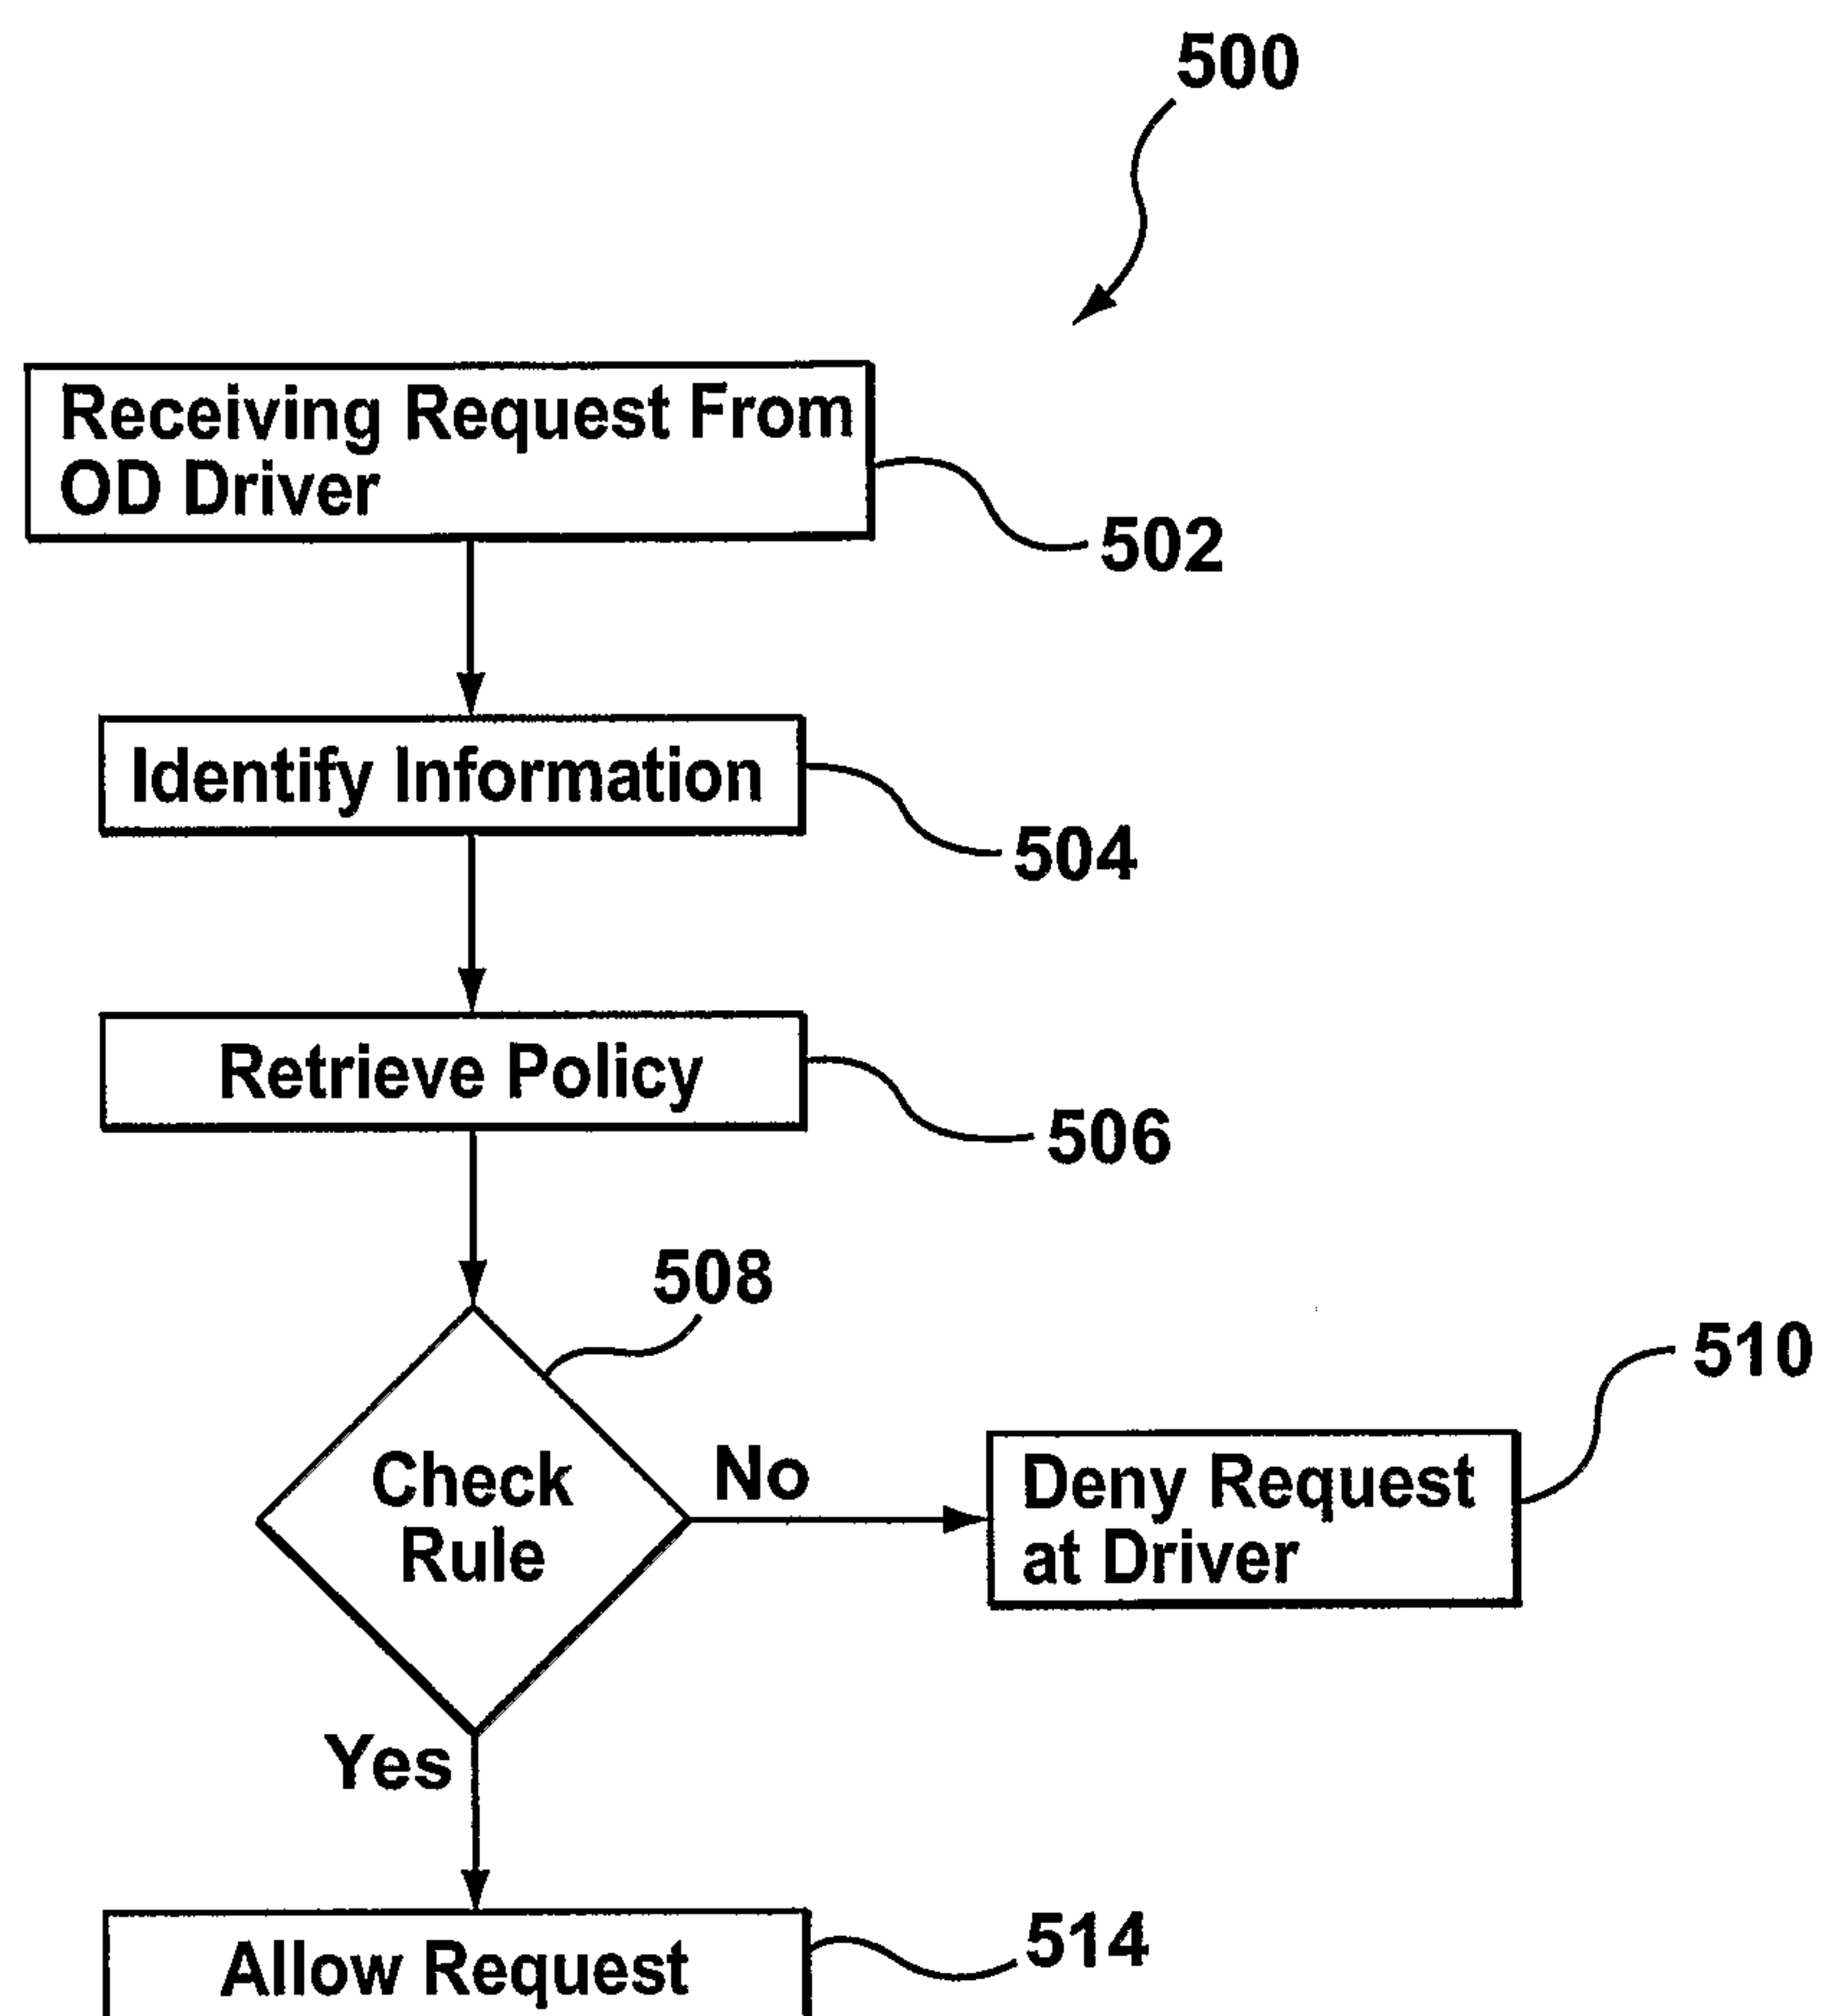 500
Receiving Request From
OD Driver
502
Identify Information
504
Retrieve Policy
506
508
Check
Rule
No
Deny Request
at Driver
510
Yes
Allow Request
514